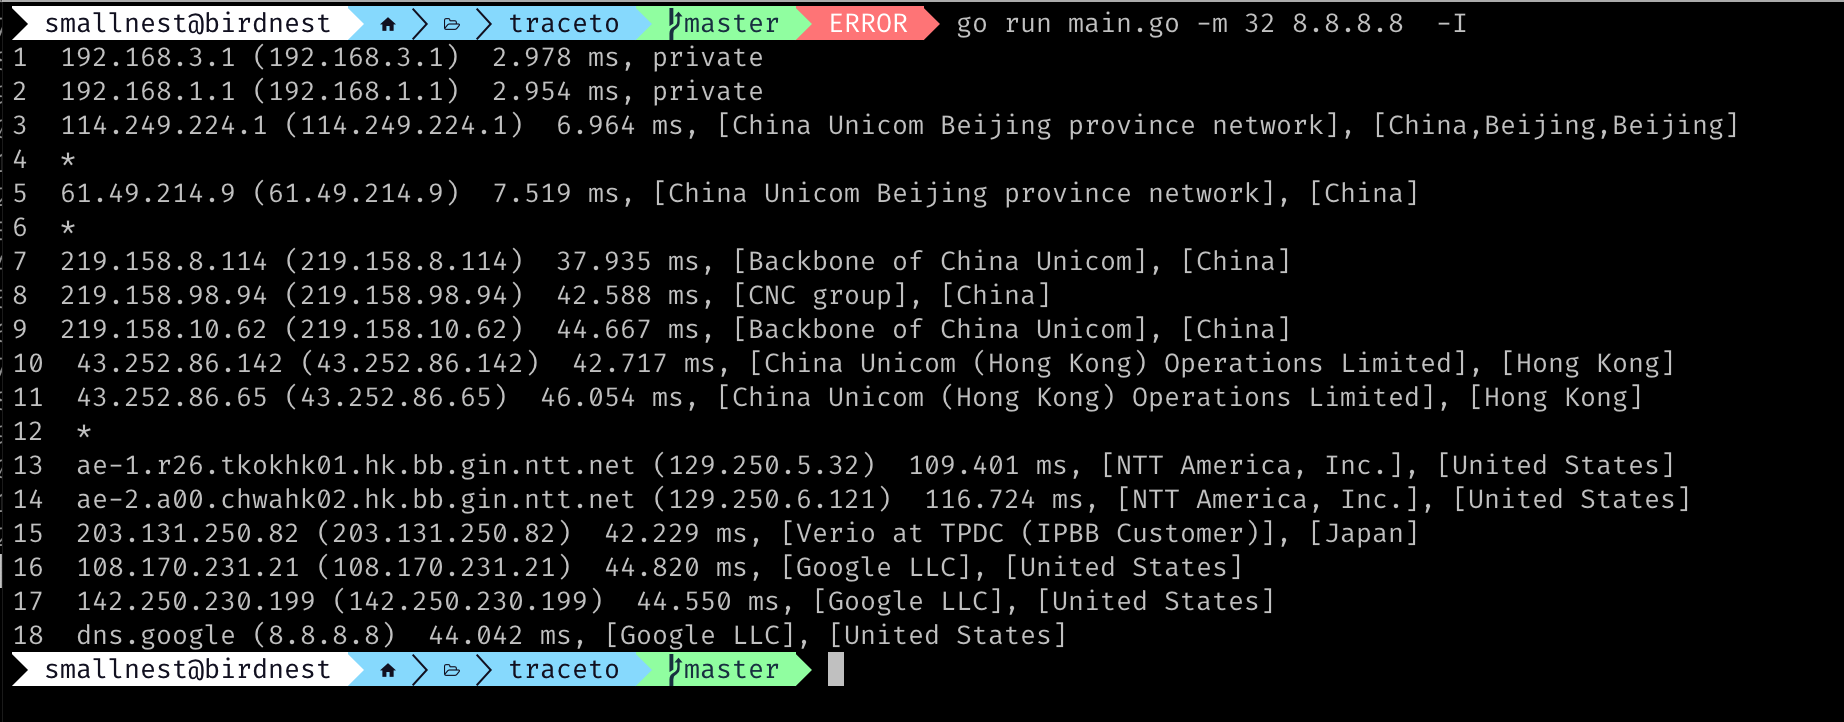 smallnest@birdnest traceto master ERROR go run main.go -m 32 8.8.8.8 -I
1 192.168.3.1 (192.168.3.1) 2.978 ms, private
2 192.168.1.1 (192.168.1.1) 2.954 ms, private
3 114.249.224.1 (114.249.224.1) 6.964 ms, [China Unicom Beijing province network], [China,Beijing,Beijing]
4 *
5 61.49.214.9 (61.49.214.9) 7.519 ms, [China Unicom Beijing province network], [China]
6 *
7 219.158.8.114 (219.158.8.114) 37.935 ms, [Backbone of China Unicom], [China]
8 219.158.98.94 (219.158.98.94) 42.588 ms, [CNC group], [China]
9 219.158.10.62 (219.158.10.62) 44.667 ms, [Backbone of China Unicom], [China]
10 43.252.86.142 (43.252.86.142) 42.717 ms, [China Unicom (Hong Kong) Operations Limited], [Hong Kong]
11 43.252.86.65 (43.252.86.65) 46.054 ms, [China Unicom (Hong Kong) Operations Limited], [Hong Kong]
12 *
13 ae-1.r26.tkokhk01.hk.bb.gin.ntt.net (129.250.5.32) 109.401 ms, [NTT America, Inc.], [United States]
14 ae-2.a00.chwahk02.hk.bb.gin.ntt.net (129.250.6.121) 116.724 ms, [NTT America, Inc.], [United States]
15 203.131.250.82 (203.131.250.82) 42.229 ms, [Verio at TPDC (IPBB Customer)], [Japan]
16 108.170.231.21 (108.170.231.21) 44.820 ms, [Google LLC], [United States]
17 142.250.230.199 (142.250.230.199) 44.550 ms, [Google LLC], [United States]
18 dns.google (8.8.8.8) 44.042 ms, [Google LLC], [United States]
smallnest@birdnest traceto master